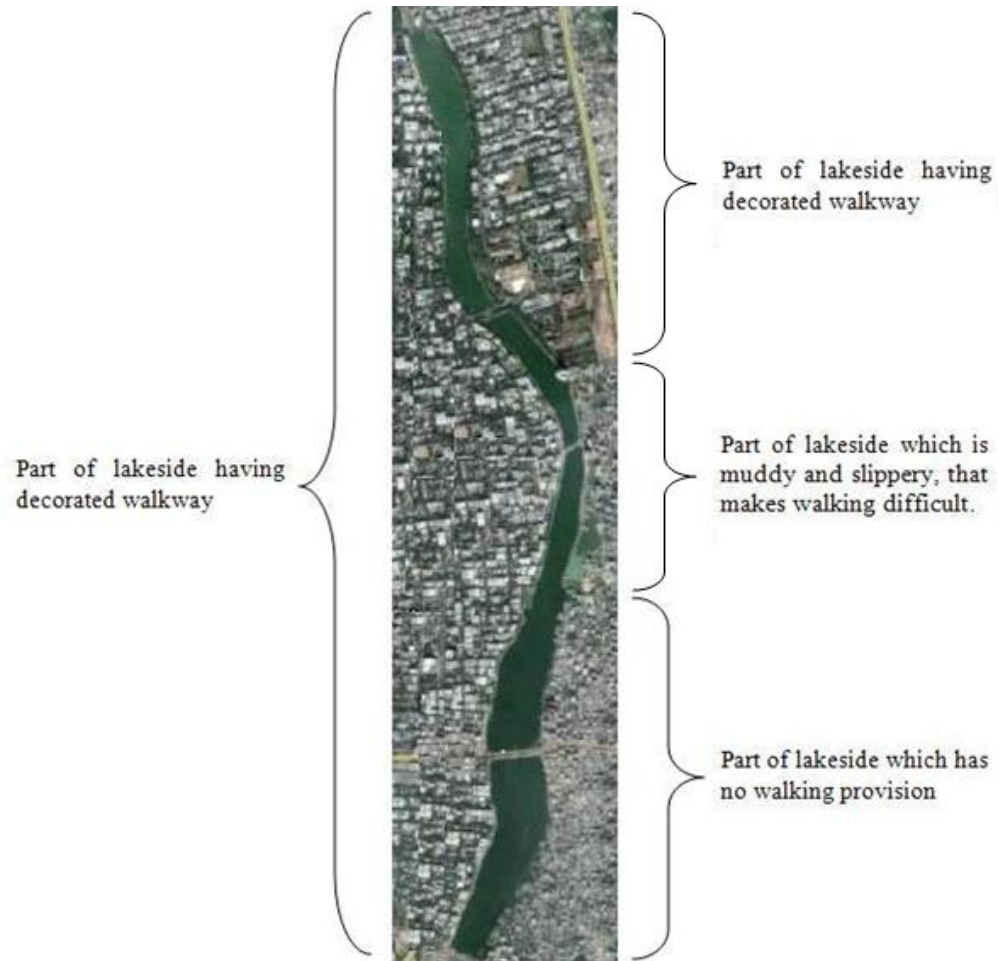 Part of lakeside having
decorated walkway
Part of lakeside having
decorated walkway
Part of lakeside which is
muddy and slippery, that
makes walking difficult.
Part of lakeside which has
no walking provision